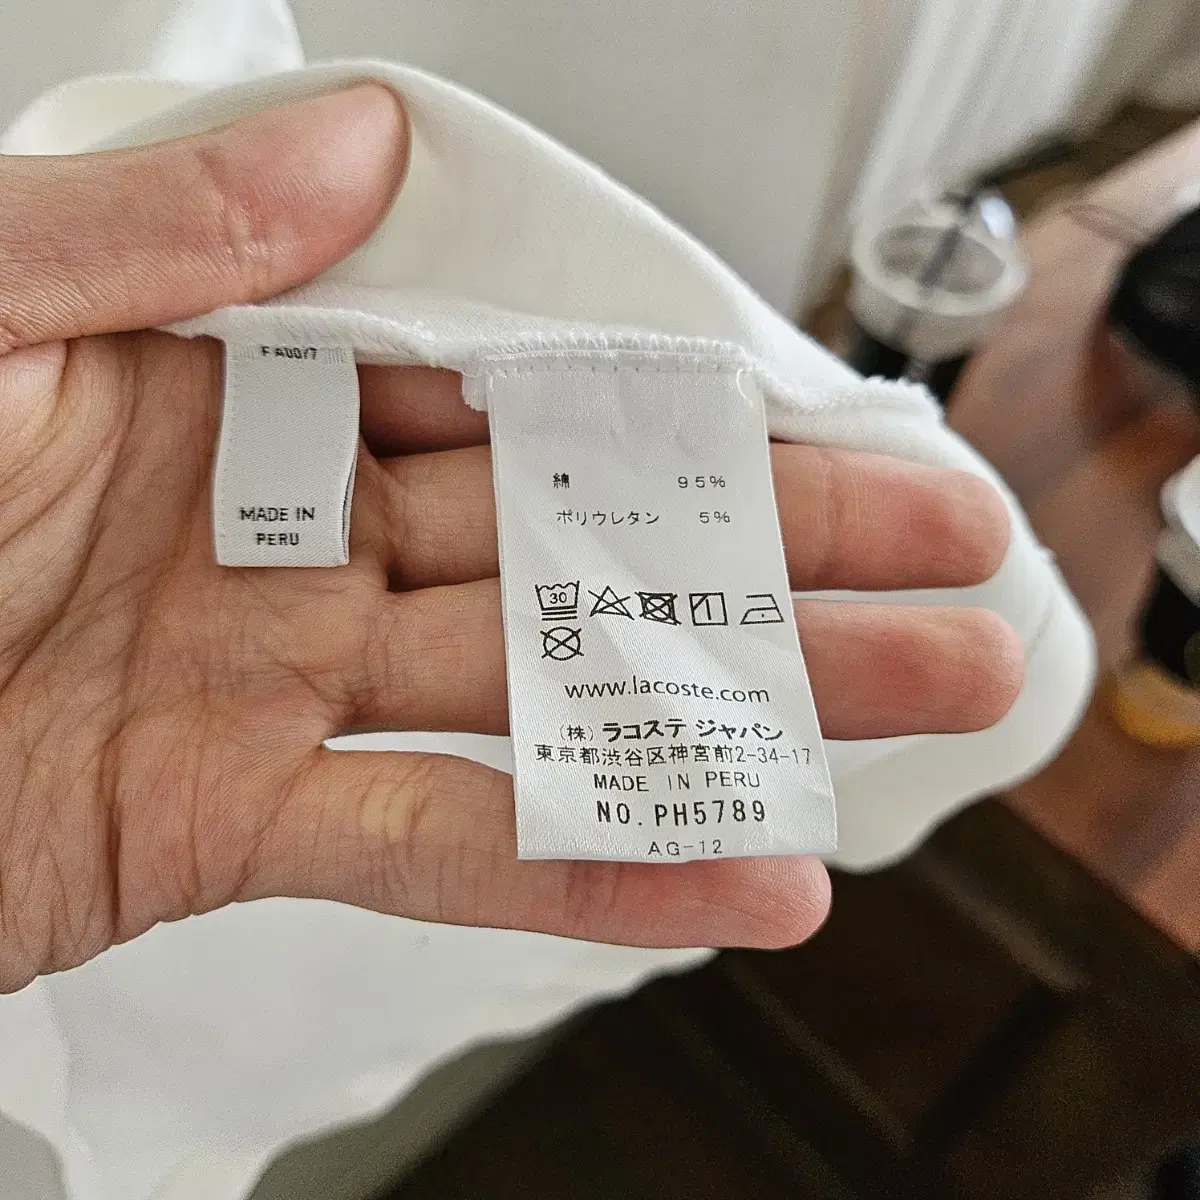 MADE IN
PERU
綿 95%
ポリウレタン 5%
30
www.lacoste.com
(株) ラコステ ジャパン
東京都渋谷区神宮前2-34-17
MADE IN PERU
NO. PH5789
AG-12